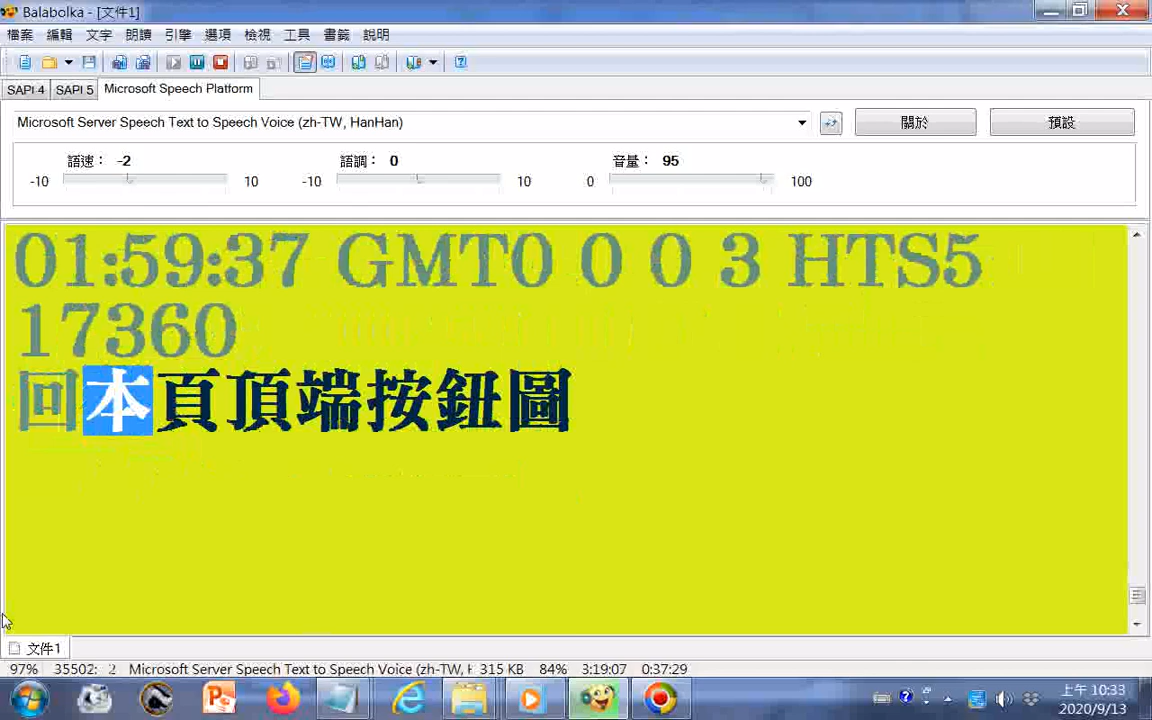 Balabolka - [文件1]
檔案 編輯 文字 朗讀 引擎 選項 檢視 工具 書籤 說明
SAPI 4 SAPI 5 Microsoft Speech Platform
Microsoft Server Speech Text to Speech Voice (zh-TW, HanHan) 關於 預設
語速： -2 語調： 0 音量： 95
-10 10 -10 10 0 100
01:59:37 GMT0 0 0 3 HTS5
17360
回本頁頂端按鈕圖
文件1
97% 35502: 2 Microsoft Server Speech Text to Speech Voice (zh-TW, H 315 KB 84% 3:19:07 0:37:29
上午 10:33
2020/9/13